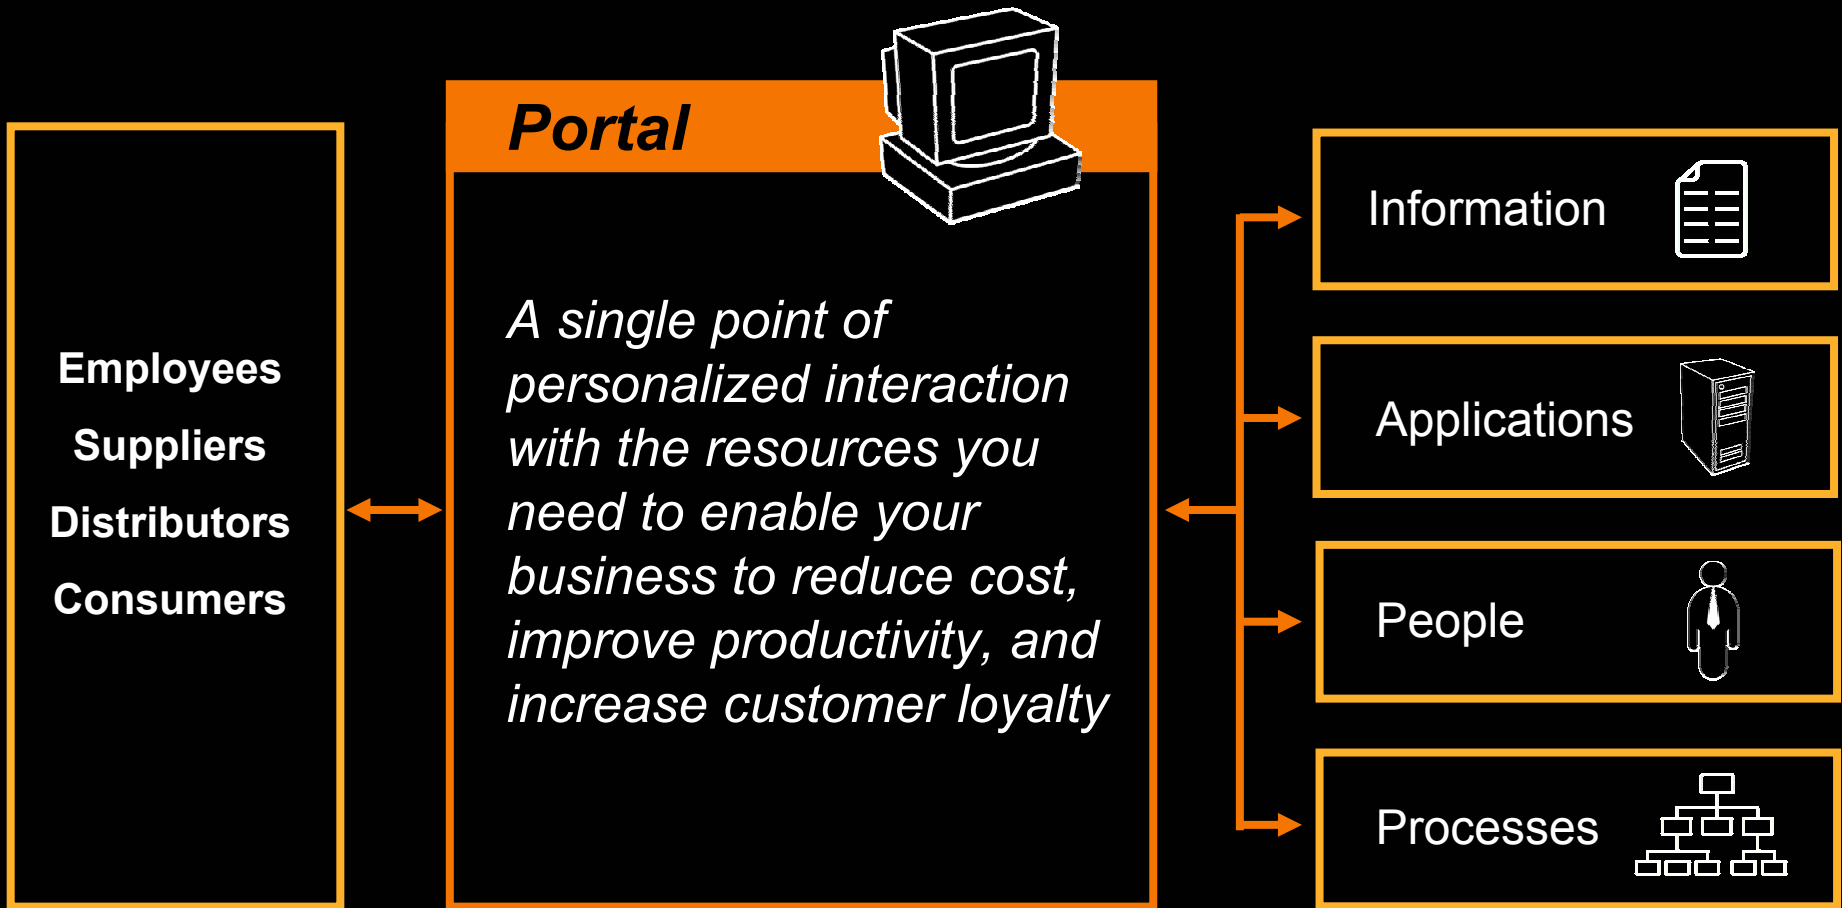 Employees
Suppliers
Distributors
Consumers
Portal
A single point of
personalized interaction
with the resources you
need to enable your
business to reduce cost,
improve productivity, and
increase customer loyalty
Information
Applications
People
Processes